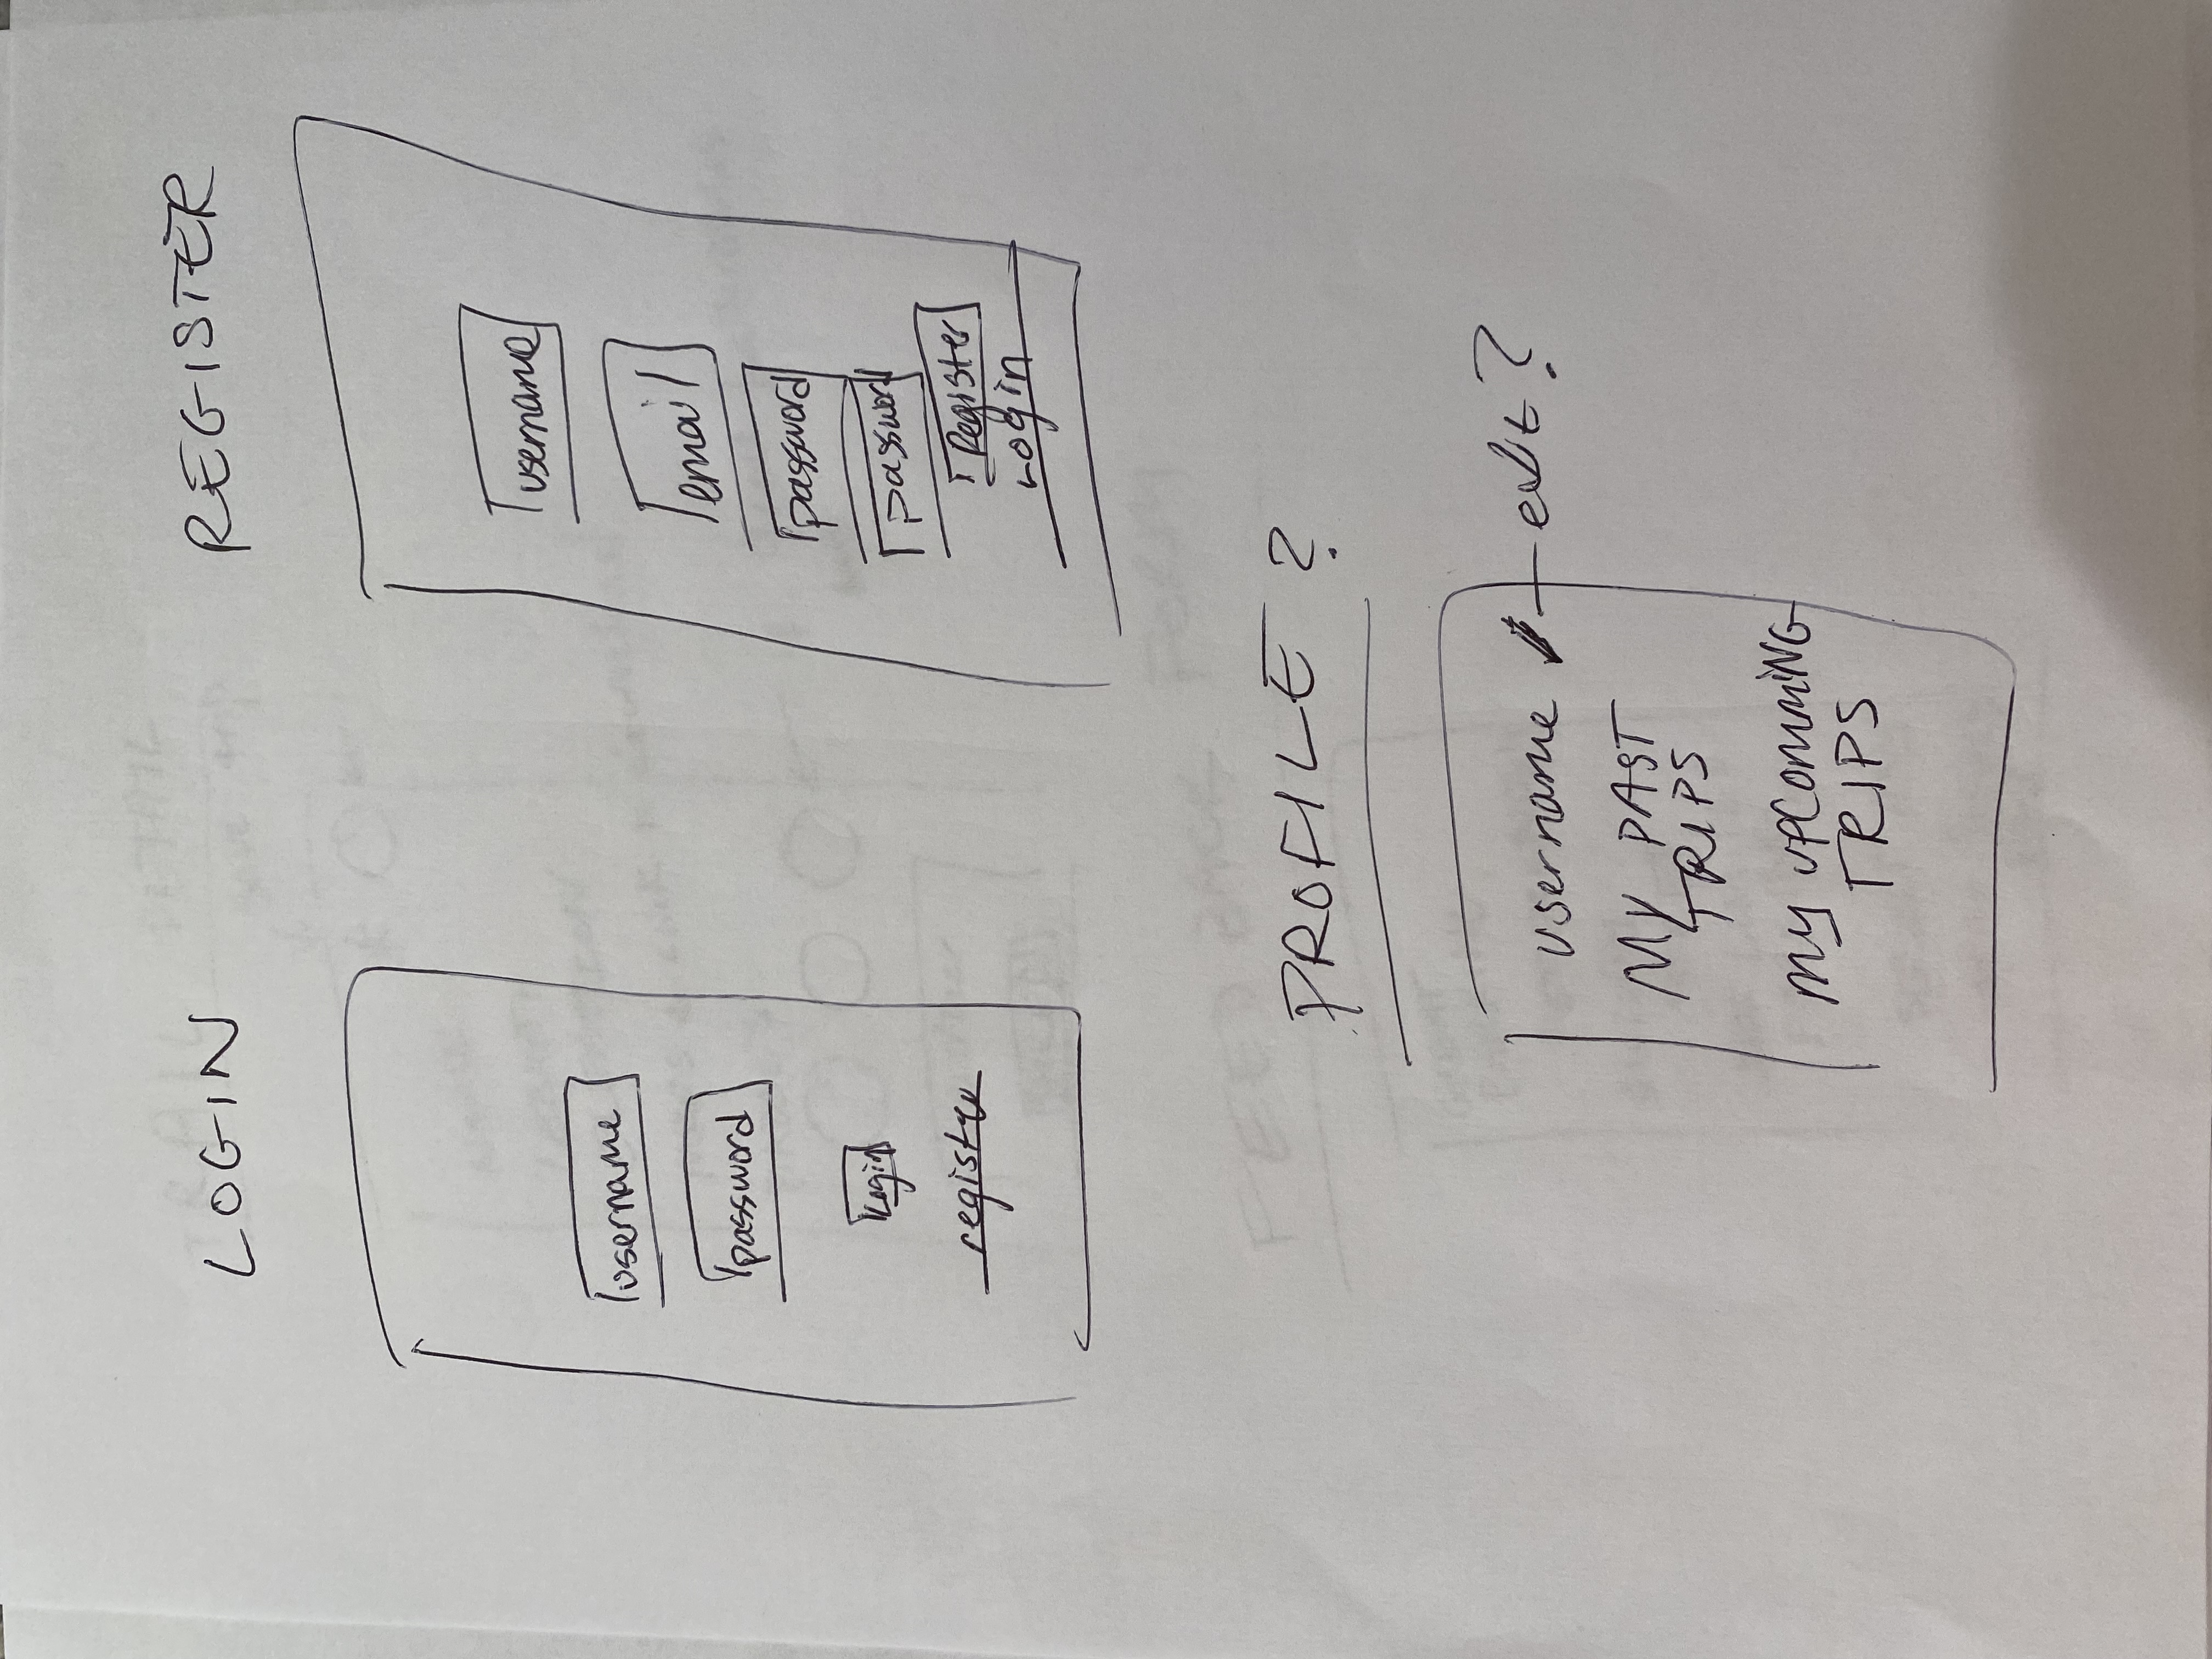 LOGIN
username
password
Login
register
REGISTER
username
email
password
password
Register
Login
PROFILE ?
username — edit?
My PAST
TRIPS
my upComming
TRIPS